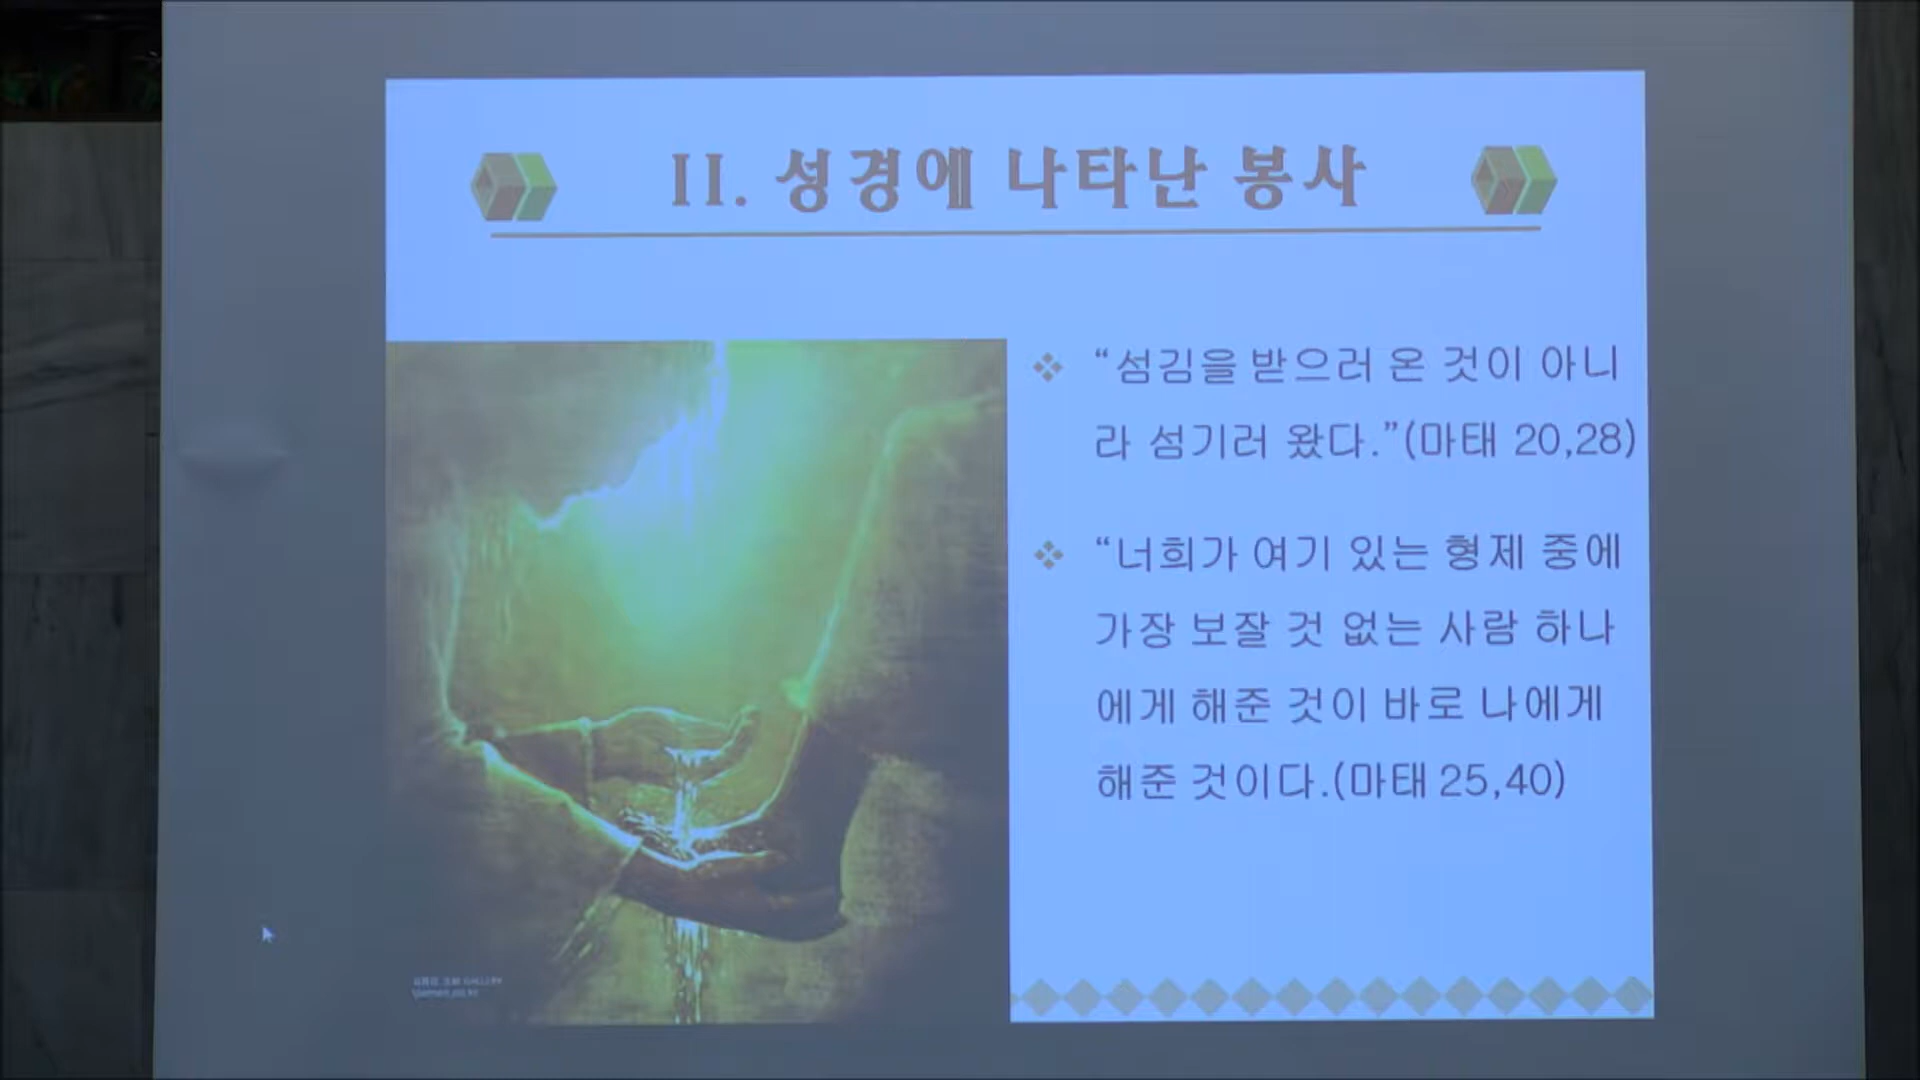 II. 성경에 나타난 봉사
“섬김을 받으러 온 것이 아니
라 섬기러 왔다.”(마태 20,28)
“너희가 여기 있는 형제 중에
가장 보잘 것 없는 사람 하나
에게 해준 것이 바로 나에게
해준 것이다.(마태 25,40)
GALLERY